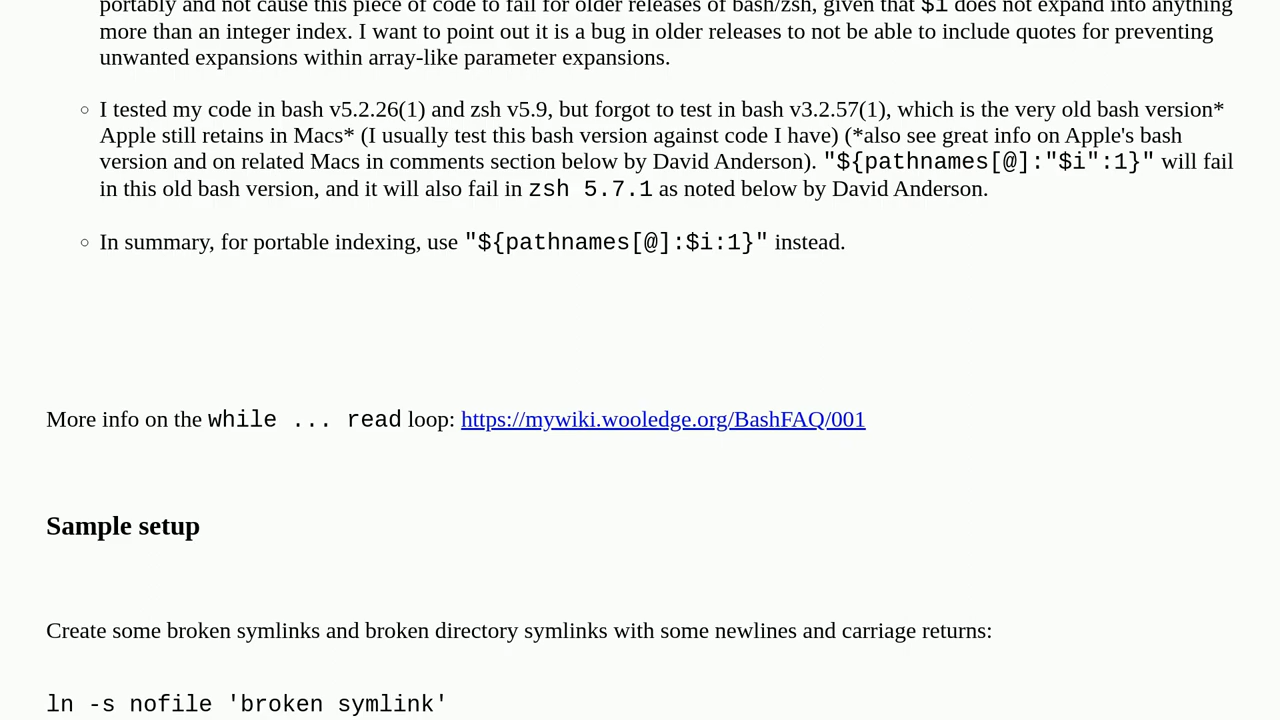 portably and not cause this piece of code to fail for older releases of bash/zsh, given that $i does not expand into anything
more than an integer index. I want to point out it is a bug in older releases to not be able to include quotes for preventing
unwanted expansions within array-like parameter expansions.
I tested my code in bash v5.2.26(1) and zsh v5.9, but forgot to test in bash v3.2.57(1), which is the very old bash version*
Apple still retains in Macs* (I usually test this bash version against code I have) (*also see great info on Apple's bash
version and on related Macs in comments section below by David Anderson). "${pathnames[@]:"$i":1}" will fail
in this old bash version, and it will also fail in zsh 5.7.1 as noted below by David Anderson.
In summary, for portable indexing, use "${pathnames[@]:$i:1}" instead.
More info on the while ... read loop: https://mywiki.wooledge.org/BashFAQ/001
Sample setup
Create some broken symlinks and broken directory symlinks with some newlines and carriage returns:
ln -s nofile 'broken symlink'